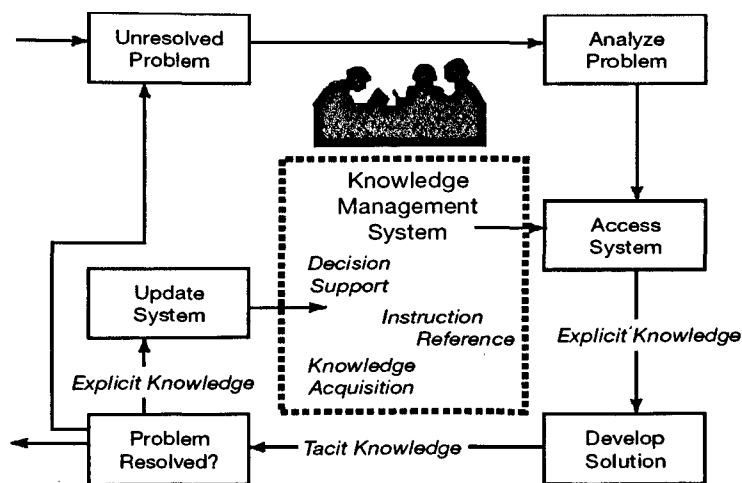 Unresolved
Problem
Analyze
Problem
Knowledge
Management
System
Access
System
Decision
Support
Update
System
Instruction
Reference
Explicit Knowledge
Knowledge
Acquisition
Explicit Knowledge
Problem
Resolved?
Tacit Knowledge
Develop
Solution